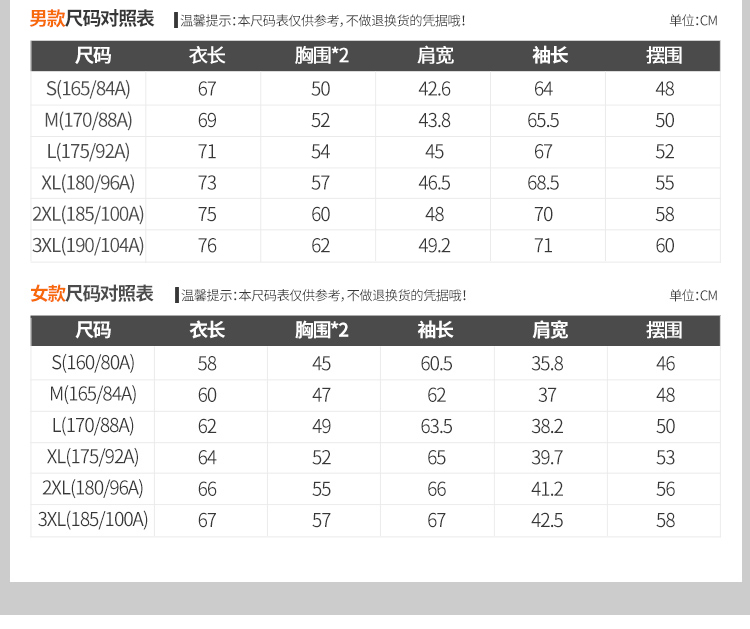 男款尺码对照表 温馨提示：本尺码表仅供参考，不做退换货的凭据哦！ 单位：CM
尺码 衣长 胸围*2 肩宽 袖长 摆围
S(165/84A) 67 50 42.6 64 48
M(170/88A) 69 52 43.8 65.5 50
L(175/92A) 71 54 45 67 52
XL(180/96A) 73 57 46.5 68.5 55
2XL(185/100A) 75 60 48 70 58
3XL(190/104A) 76 62 49.2 71 60
女款尺码对照表 温馨提示：本尺码表仅供参考，不做退换货的凭据哦！ 单位：CM
尺码 衣长 胸围*2 袖长 肩宽 摆围
S(160/80A) 58 45 60.5 35.8 46
M(165/84A) 60 47 62 37 48
L(170/88A) 62 49 63.5 38.2 50
XL(175/92A) 64 52 65 39.7 53
2XL(180/96A) 66 55 66 41.2 56
3XL(185/100A) 67 57 67 42.5 58